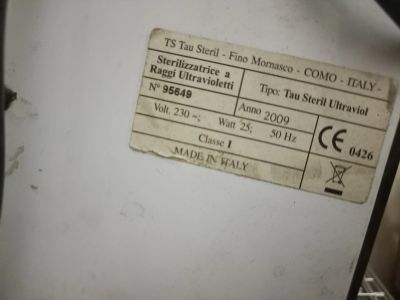 TS Tau Steril - Fino Mornasco - COMO - ITALY -
Sterilizzatrice a
Raggi Ultravioletti
Tipo: Tau Steril Ultraviol
N° 95649
Anno 2009
Volt. 230 ~; Watt 25; 50 Hz
CE 0426
Classe I
MADE IN ITALY